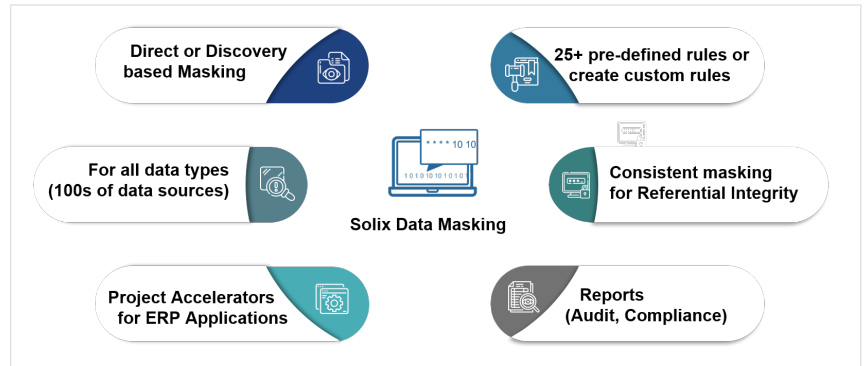 Direct or Discovery
based Masking
25+ pre-defined rules or
create custom rules
For all data types
(100s of data sources)
* * * * 10 10
1 0 1 0 10 10 1 0 1 0 1
Solix Data Masking
Consistent masking
for Referential Integrity
Project Accelerators
for ERP Applications
Reports
(Audit, Compliance)